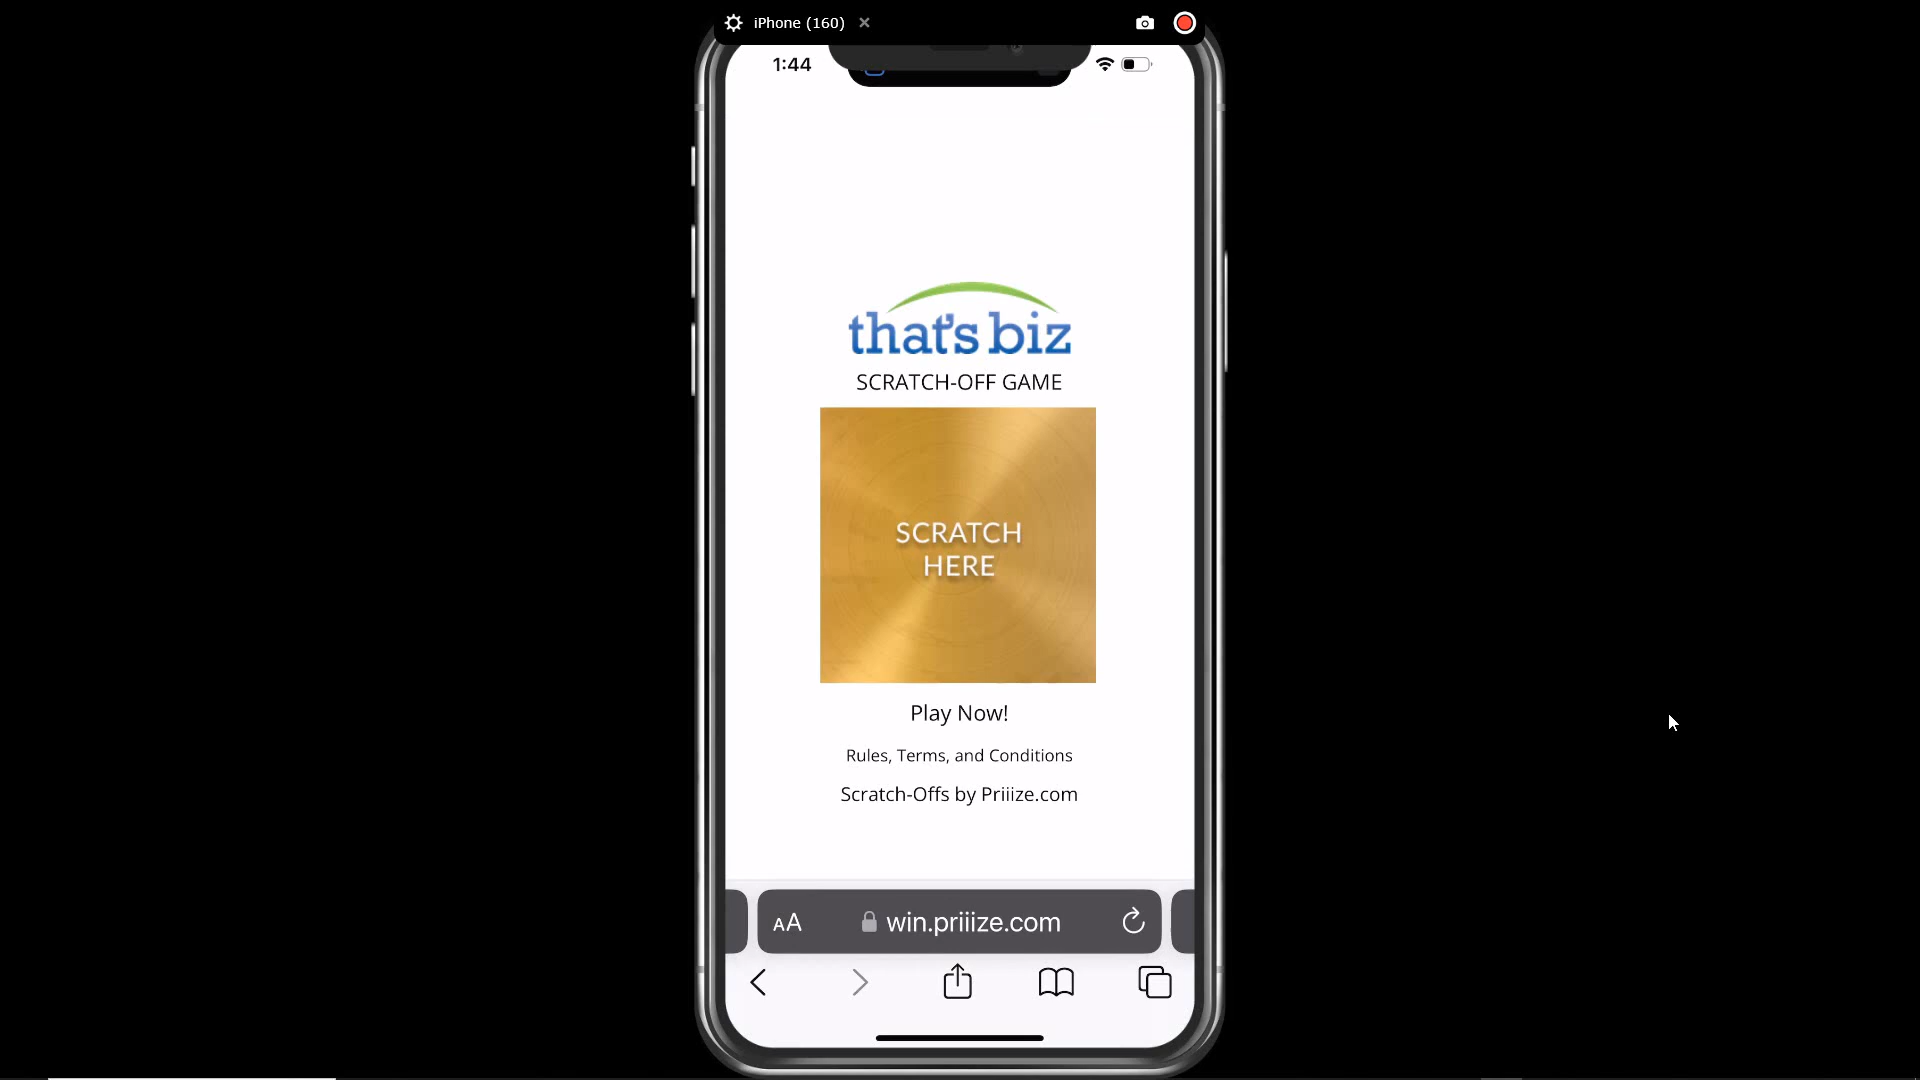 iPhone (160)
1:44
that's biz
SCRATCH-OFF GAME
SCRATCH
HERE
Play Now!
Rules, Terms, and Conditions
Scratch-Offs by Priiize.com
AA
win.priiize.com